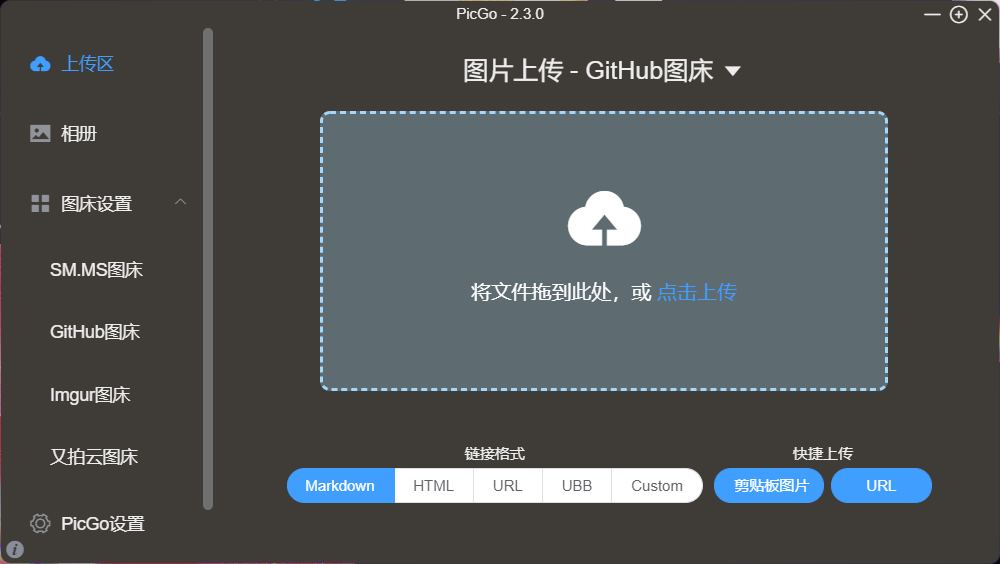 PicGo - 2.3.0
上传区
相册
图床设置
SM.MS图床
GitHub图床
Imgur图床
又拍云图床
PicGo设置
图片上传 - GitHub图床
将文件拖到此处，或 点击上传
链接格式
Markdown HTML URL UBB Custom
快捷上传
剪贴板图片 URL